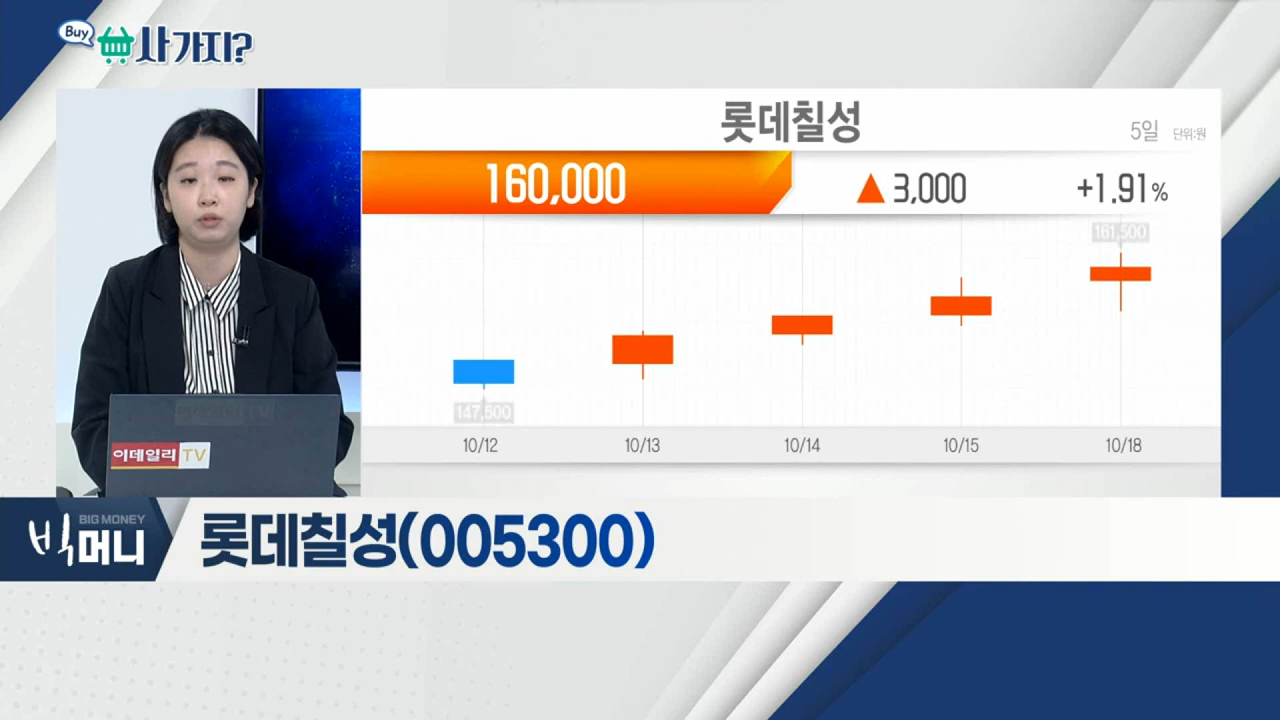 Buy
사가지?
롯데칠성
5일 단위:원
160,000 ▲3,000 +1.91%
161,500
147,500
10/12 10/13 10/14 10/15 10/18
이데일리TV
BIG MONEY
빅머니
롯데칠성(005300)